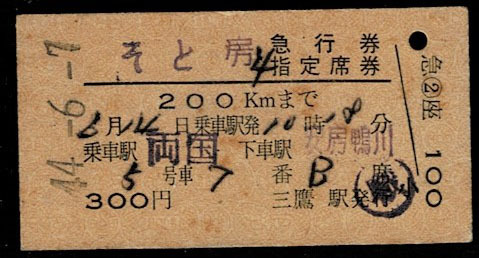 そと房4 急行券
指定席券
200Kmまで
6月14日乗車駅発10時18分
乗車駅 両国 下車駅 安房鴨川
5号車7番B席
300円 三鷹駅発行
44-6-7
急②座 100